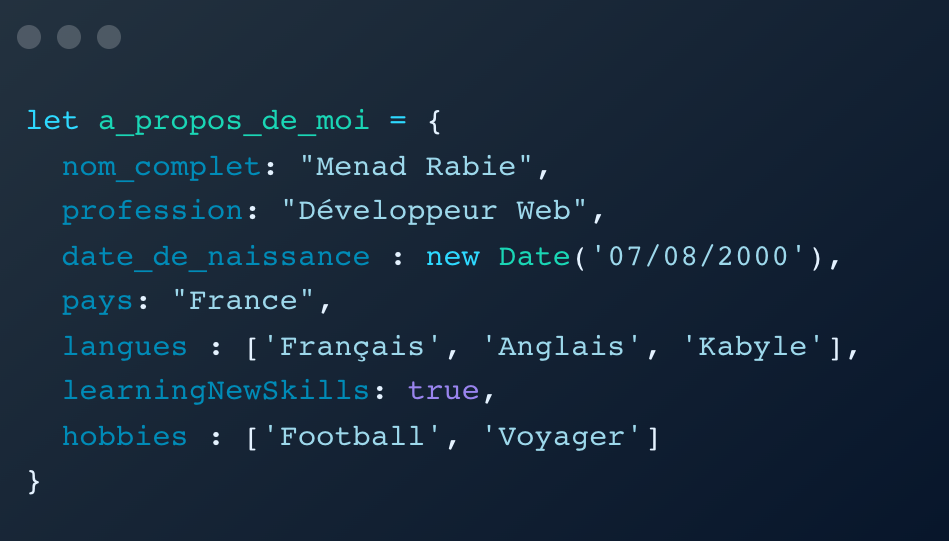 let a_propos_de_moi = {
  nom_complet: "Menad Rabie",
  profession: "Développeur Web",
  date_de_naissance : new Date('07/08/2000'),
  pays: "France",
  langues : ['Français', 'Anglais', 'Kabyle'],
  learningNewSkills: true,
  hobbies : ['Football', 'Voyager']
}